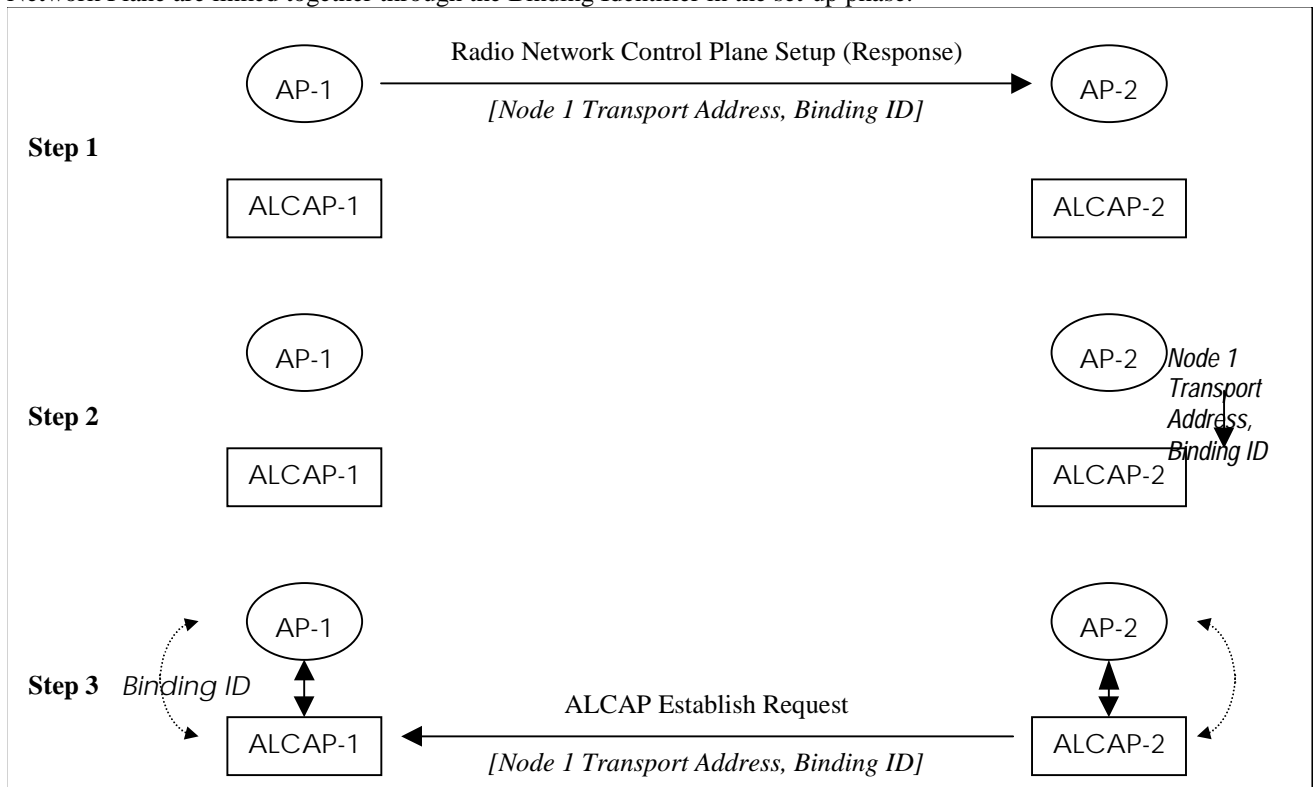 Network Plane are linked together through the Binding Identifier in the set-up phase.
Radio Network Control Plane Setup (Response)
AP-1
AP-2
[Node 1 Transport Address, Binding ID]
Step 1
ALCAP-1
ALCAP-2
AP-1
AP-2
Node 1
Transport
Address,
Binding ID
Step 2
ALCAP-1
ALCAP-2
AP-1
AP-2
Step 3
Binding ID
ALCAP Establish Request
ALCAP-1
ALCAP-2
[Node 1 Transport Address, Binding ID]